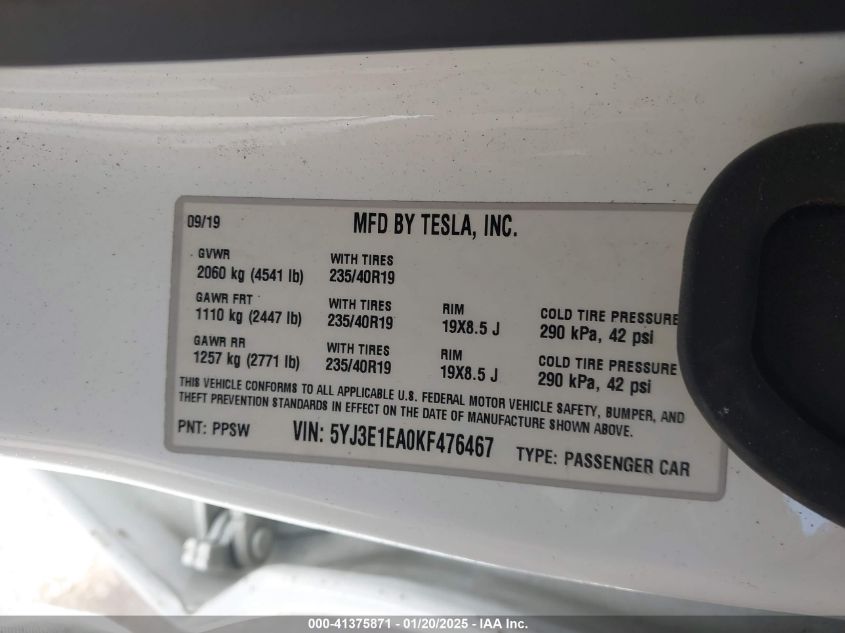 09/19 MFD BY TESLA, INC.
GVWR WITH TIRES
2060 kg (4541 lb) 235/40R19
GAWR FRT WITH TIRES RIM COLD TIRE PRESSURE
1110 kg (2447 lb) 235/40R19 19X8.5 J 290 kPa, 42 psi
GAWR RR WITH TIRES RIM COLD TIRE PRESSURE
1257 kg (2771 lb) 235/40R19 19X8.5 J 290 kPa, 42 psi
THIS VEHICLE CONFORMS TO ALL APPLICABLE U.S. FEDERAL MOTOR VEHICLE SAFETY, BUMPER, AND
THEFT PREVENTION STANDARDS IN EFFECT ON THE DATE OF MANUFACTURE SHOWN ABOVE.
PNT: PPSW VIN: 5YJ3E1EA0KF476467 TYPE: PASSENGER CAR
000-41375871 - 01/20/2025 - IAA Inc.